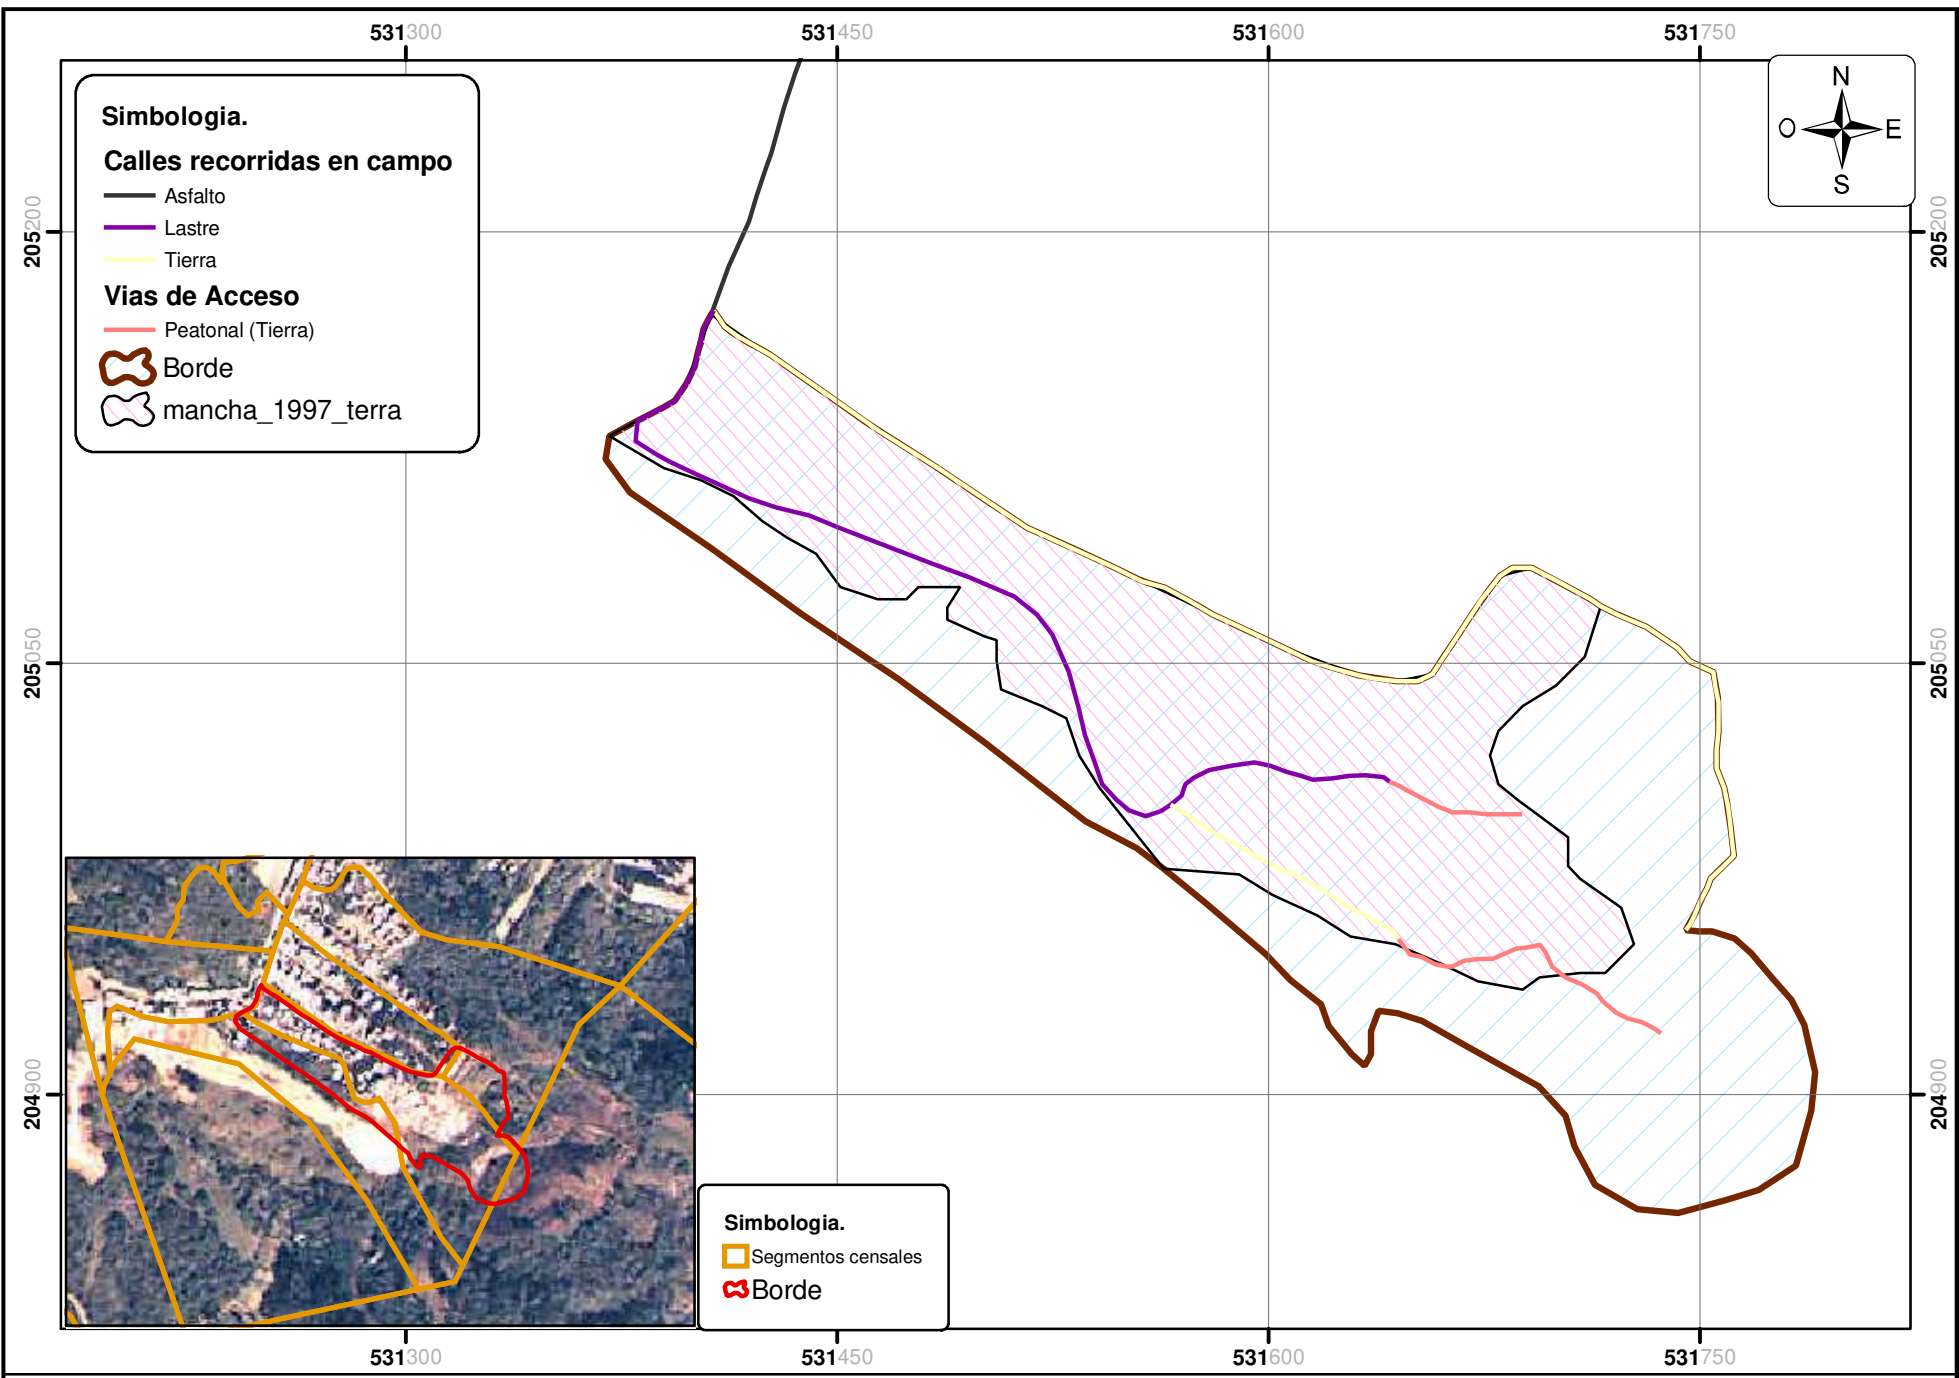 531300 531450 531600 531750
Simbologia.
Calles recorridas en campo
Asfalto
Lastre
Tierra
Vias de Acceso
Peatonal (Tierra)
Borde
mancha_1997_terra
N
O E
S
205200 205200
205050 205050
204900 204900
Simbologia.
Segmentos censales
Borde
531300 531450 531600 531750